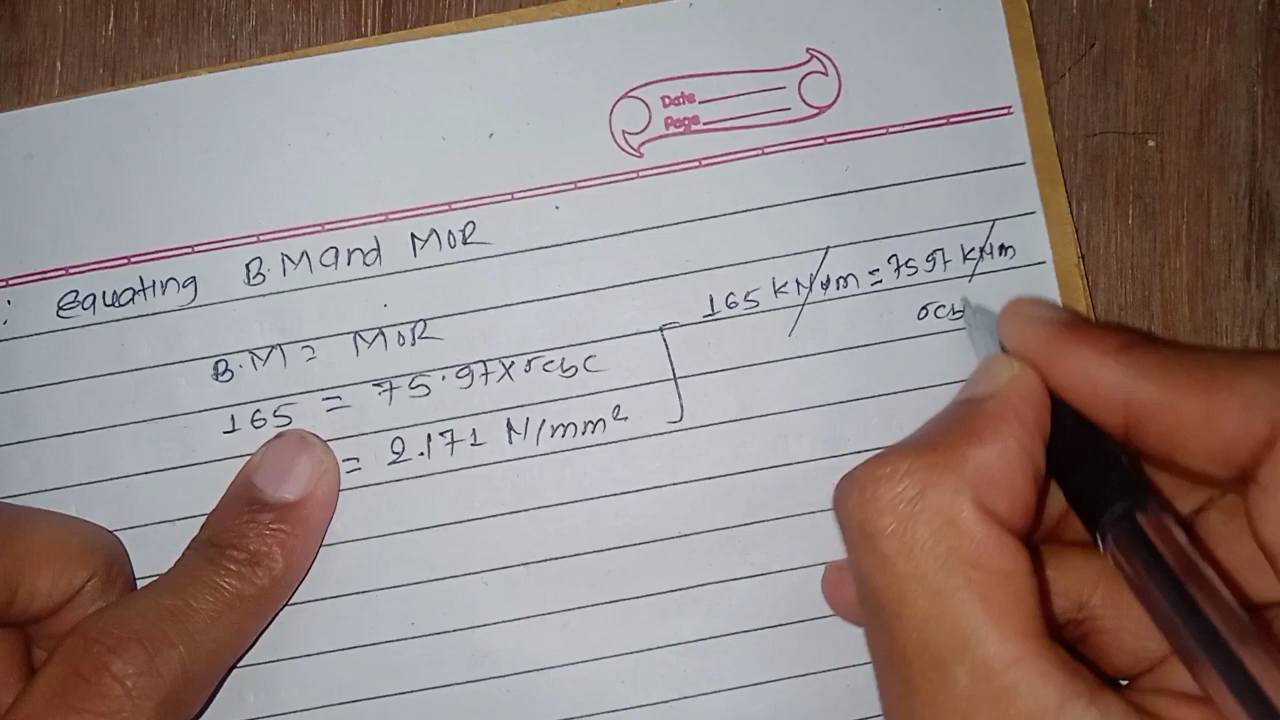 Date
Page
: equating B.M and MOR
B.M = MOR
165 = 75.97 x σcbc
= 2.171 N/mm²
165 KN/m = 75 97 KN/m
σcb